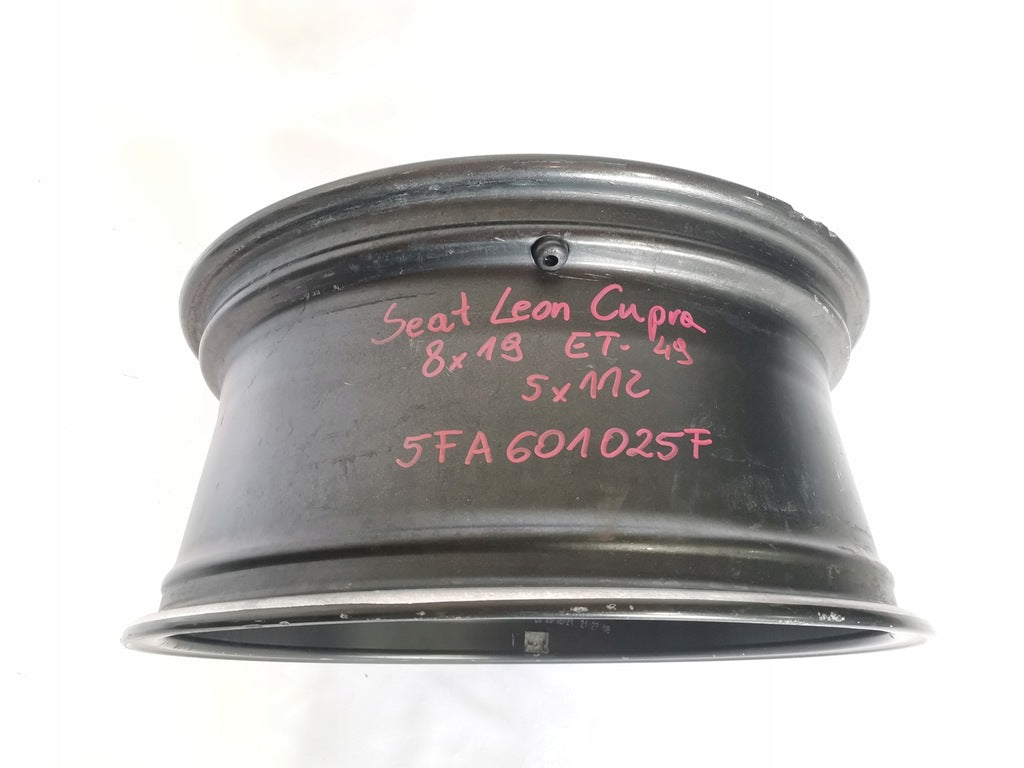 Seat Leon Cupra
8x19 ET-49
5x112
5FA601025F